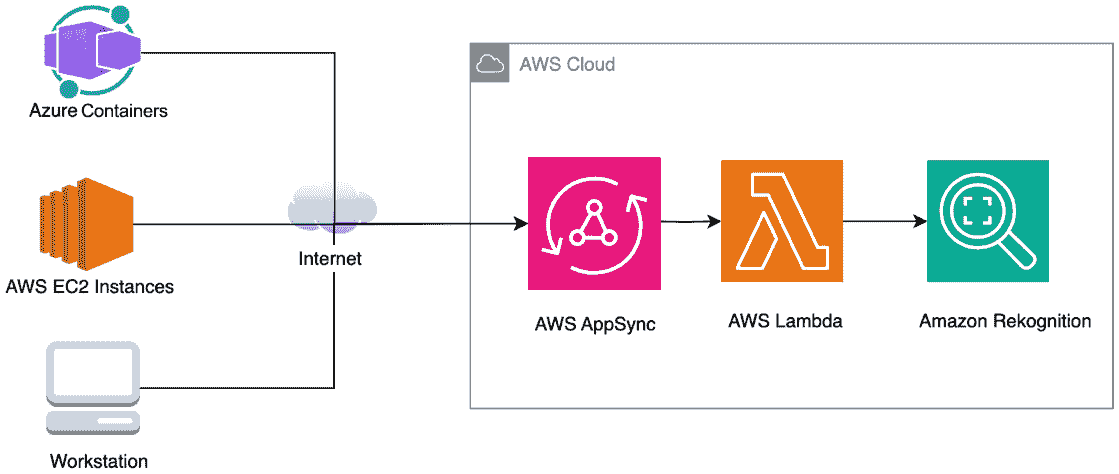 Azure Containers
AWS EC2 Instances
Workstation
Internet
AWS Cloud
AWS AppSync
AWS Lambda
Amazon Rekognition